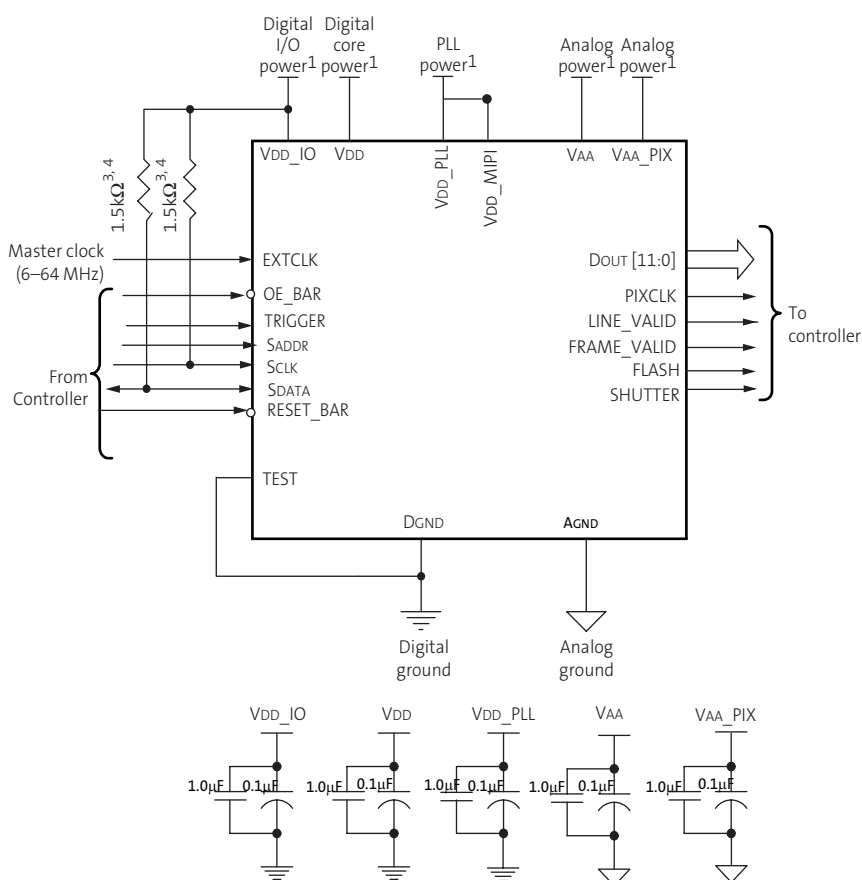 Digital
I/O
power1
Digital
core
power1
PLL
power1
Analog
power1
Analog
power1
VDD_IO
VDD
VDD_PLL
VDD_MIPI
VAA
VAA_PIX
1.5kΩ3, 4
1.5kΩ3, 4
Master clock
(6–64 MHz)
EXTCLK
OE_BAR
TRIGGER
SADDR
SCLK
SDATA
RESET_BAR
From
Controller
TEST
DOUT [11:0]
PIXCLK
LINE_VALID
FRAME_VALID
FLASH
SHUTTER
To
controller
DGND
AGND
Digital
ground
Analog
ground
VDD_IO
VDD
VDD_PLL
VAA
VAA_PIX
1.0μF
0.1μF
1.0μF
0.1μF
1.0μF
0.1μF
1.0μF
0.1μF
1.0μF
0.1μF